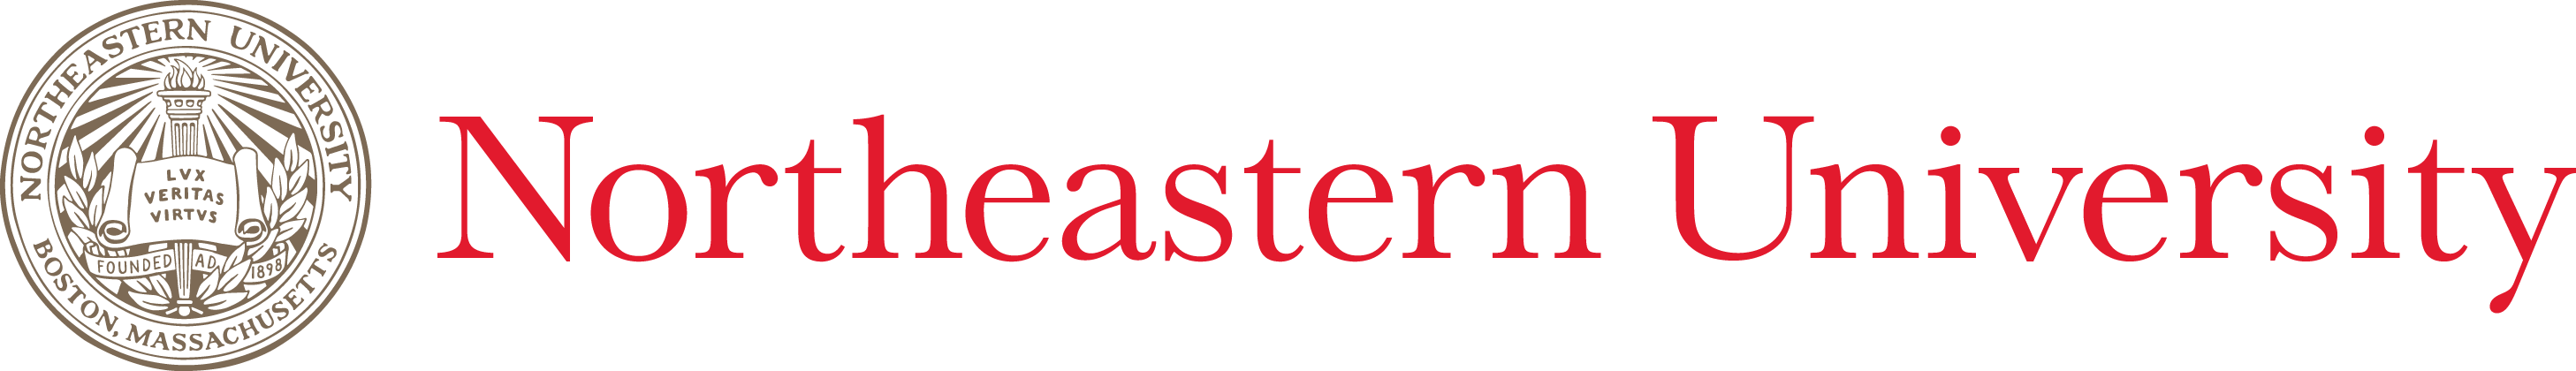 NORTHEASTERN UNIVERSITY
LVX
VERITAS
VIRTVS
FOUNDED AD 1898
BOSTON, MASSACHUSETTS
Northeastern University